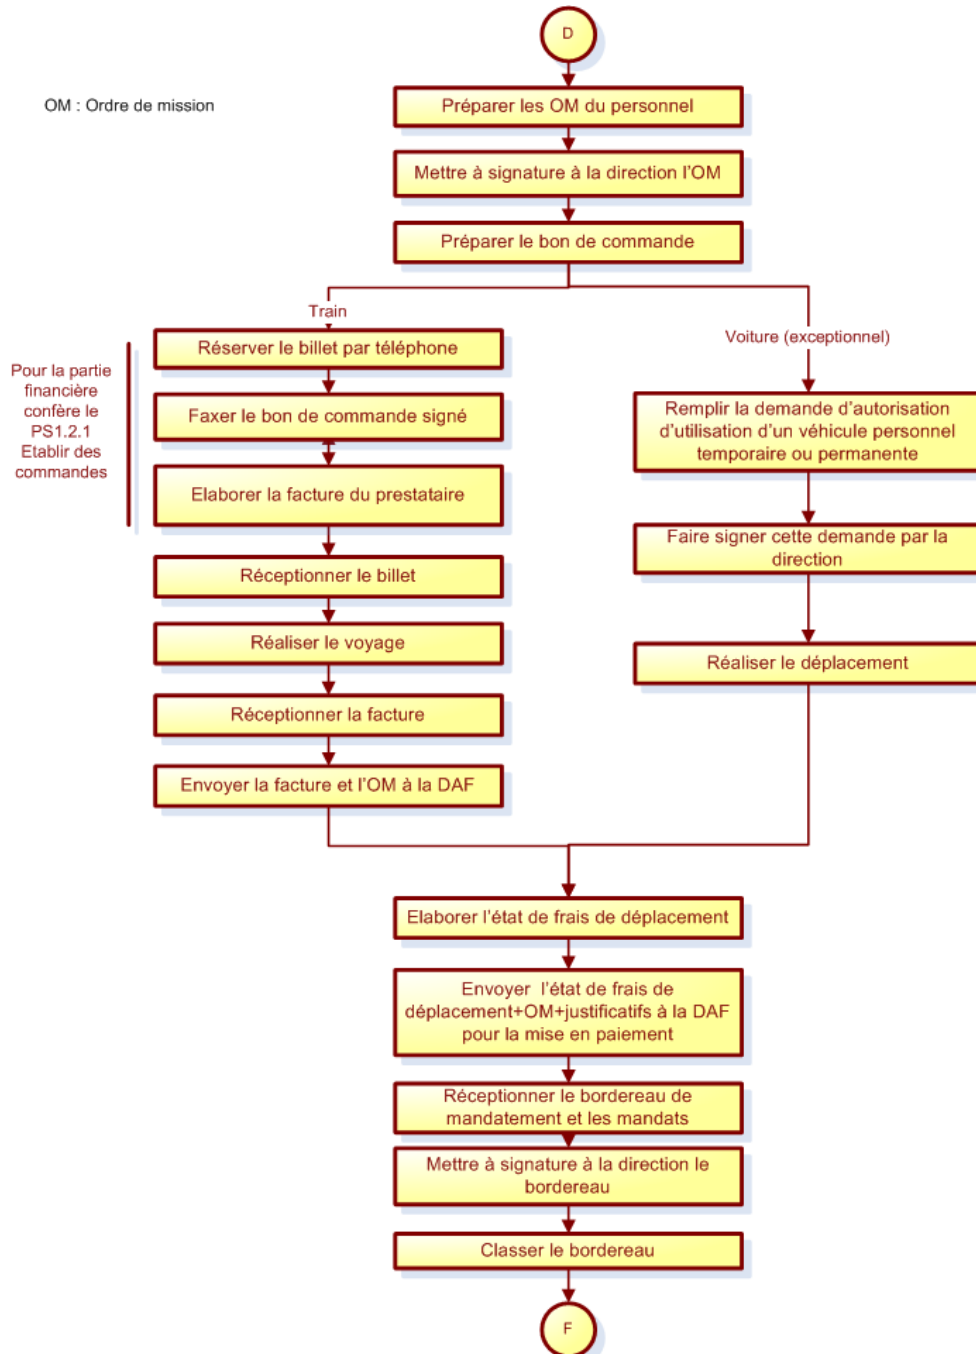 D
OM : Ordre de mission
Préparer les OM du personnel
Mettre à signature à la direction l'OM
Préparer le bon de commande
Train
Voiture (exceptionnel)
Pour la partie
financière
confère le
PS1.2.1
Etablir des
commandes
Réserver le billet par téléphone
Faxer le bon de commande signé
Elaborer la facture du prestataire
Réceptionner le billet
Réaliser le voyage
Réceptionner la facture
Envoyer la facture et l'OM à la DAF
Remplir la demande d'autorisation
d'utilisation d'un véhicule personnel
temporaire ou permanente
Faire signer cette demande par la
direction
Réaliser le déplacement
Elaborer l'état de frais de déplacement
Envoyer l'état de frais de
déplacement+OM+justificatifs à la DAF
pour la mise en paiement
Réceptionner le bordereau de
mandatement et les mandats
Mettre à signature à la direction le
bordereau
Classer le bordereau
F